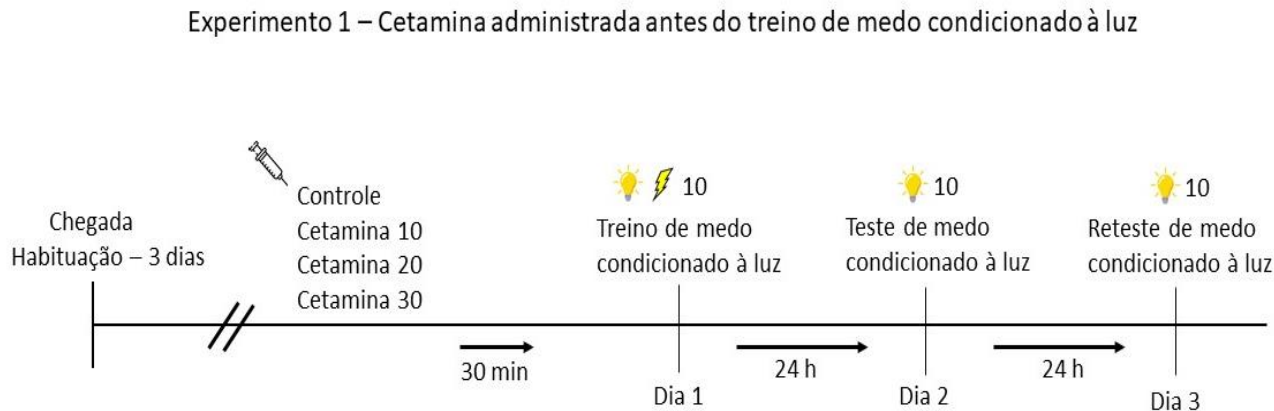 Experimento 1 – Cetamina administrada antes do treino de medo condicionado à luz
Chegada
Habituação – 3 dias
Controle
Cetamina 10
Cetamina 20
Cetamina 30
30 min
10
Treino de medo
condicionado à luz
Dia 1
24 h
10
Teste de medo
condicionado à luz
Dia 2
24 h
10
Reteste de medo
condicionado à luz
Dia 3